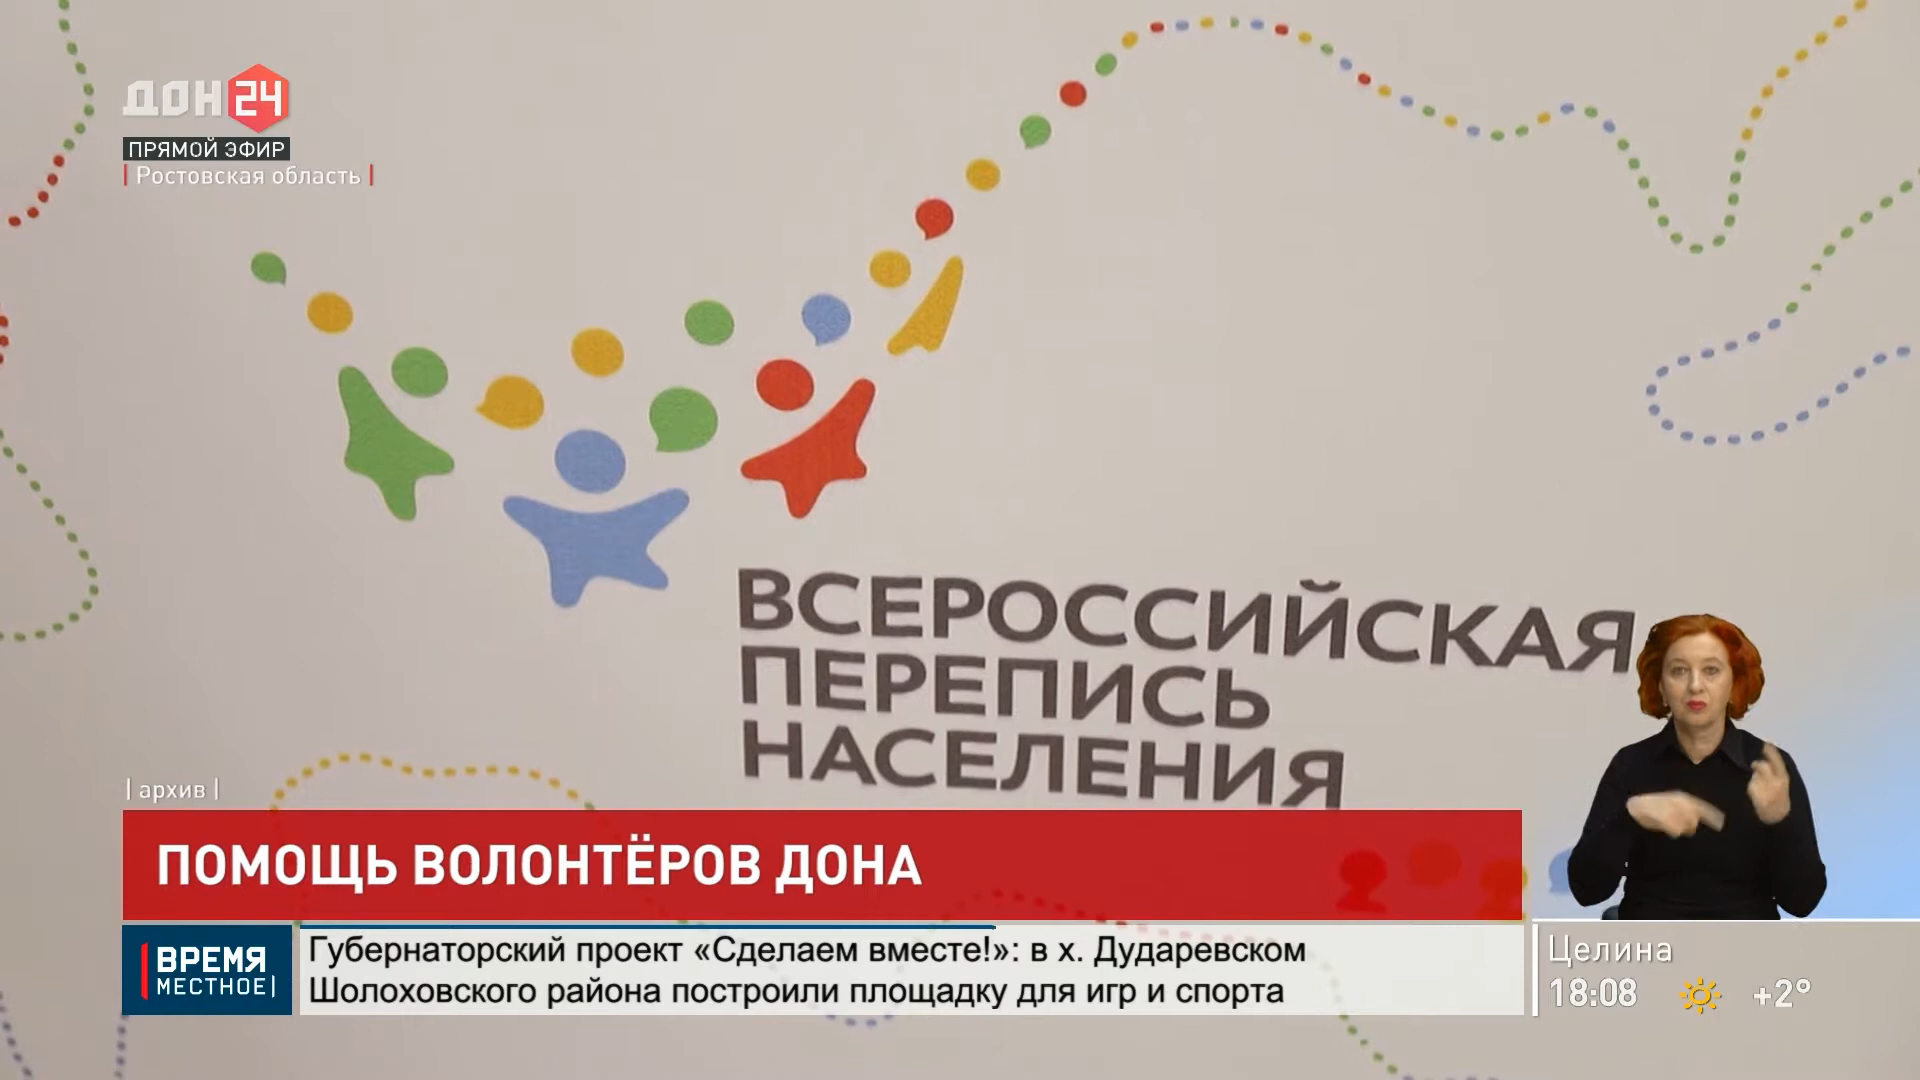 ДОН24
ПРЯМОЙ ЭФИР
| Ростовская область |
ВСЕРОССИЙСКАЯ
ПЕРЕПИСЬ
НАСЕЛЕНИЯ
| архив |
ПОМОЩЬ ВОЛОНТЁРОВ ДОНА
ВРЕМЯ
МЕСТНОЕ
Губернаторский проект «Сделаем вместе!»: в х. Дударевском
Шолоховского района построили площадку для игр и спорта
Целина
18:08 +2°